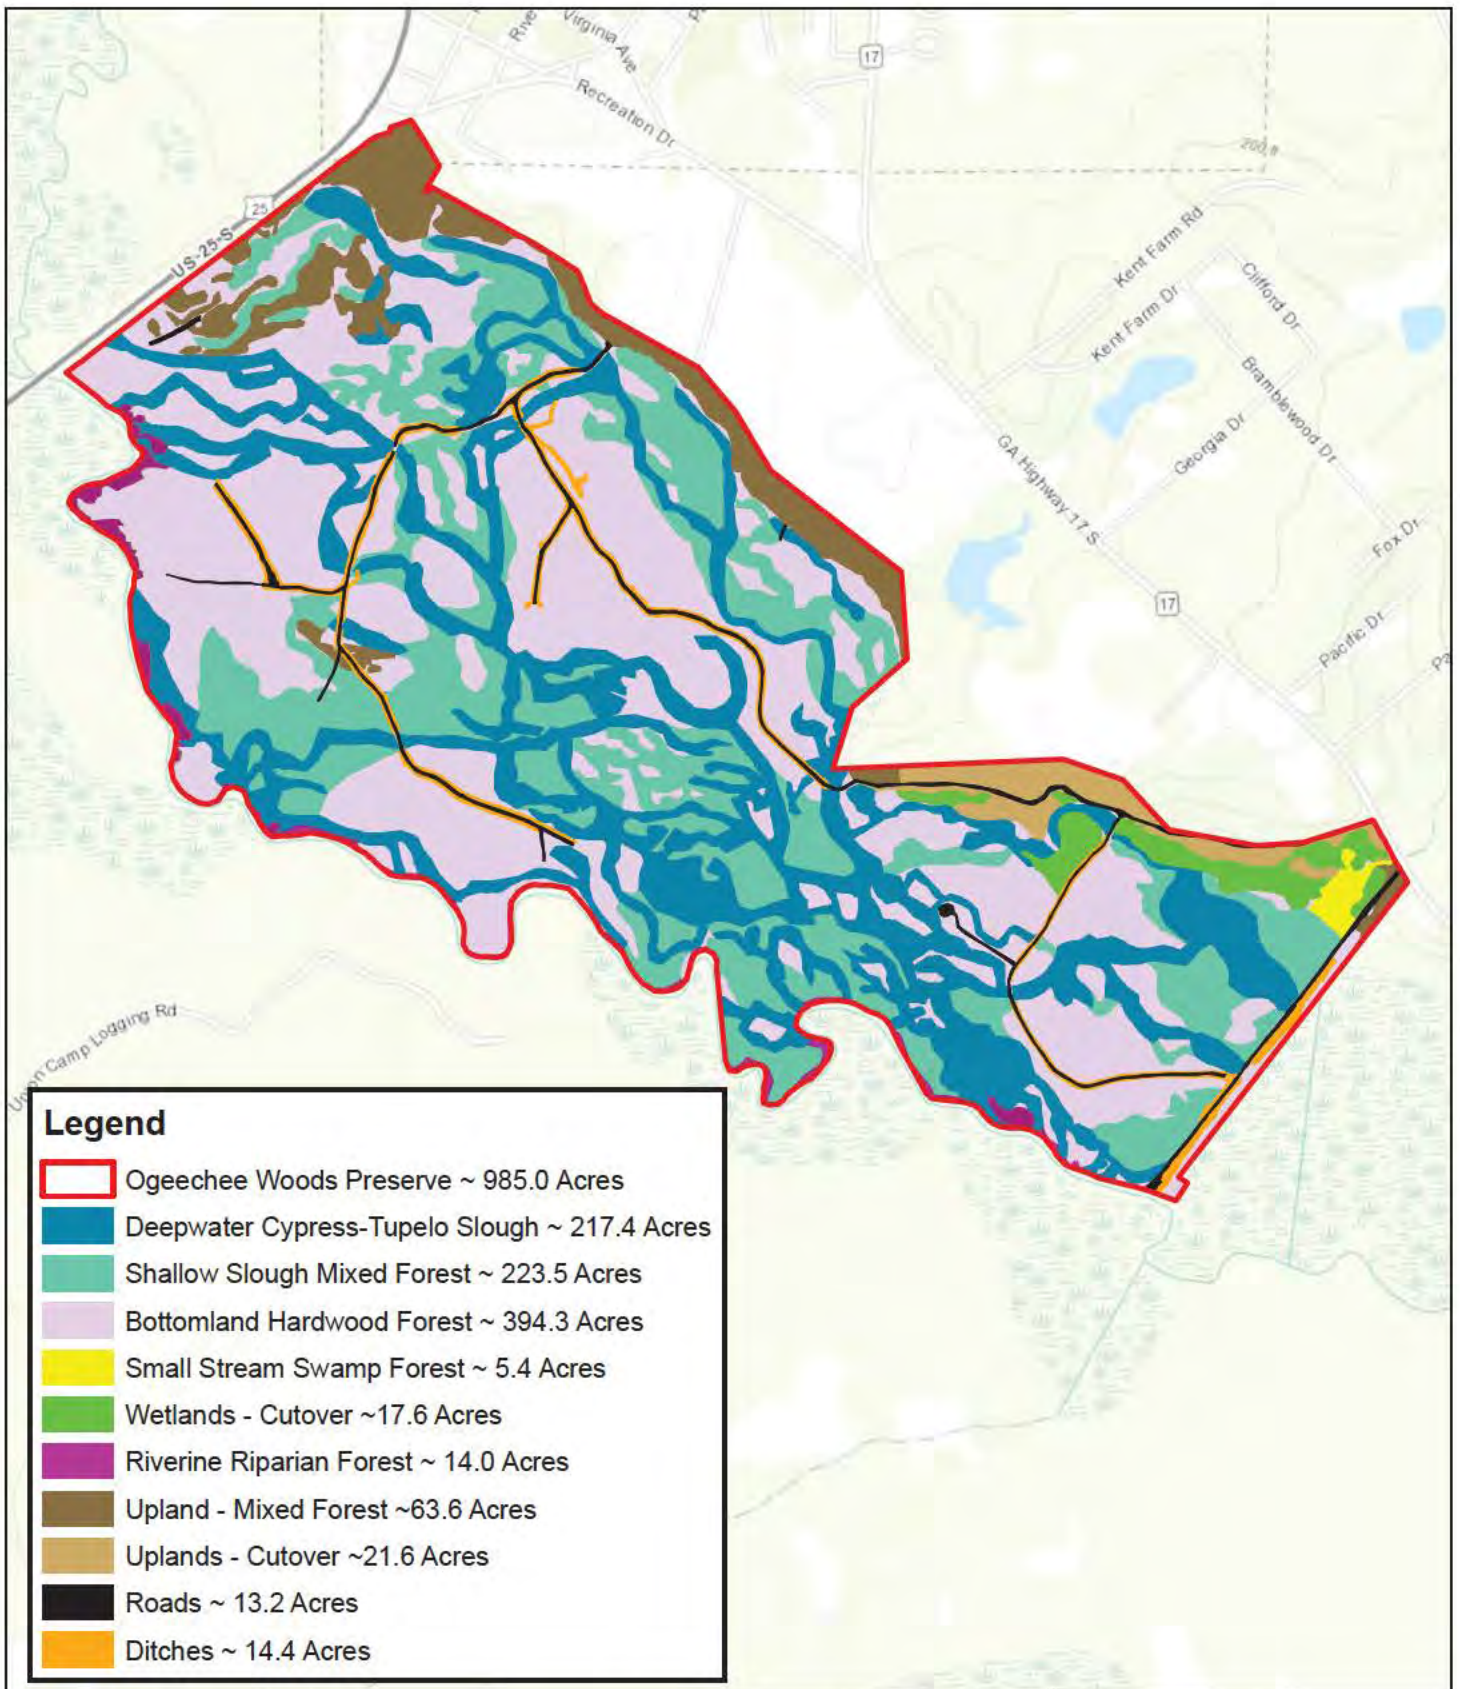 Virginia Ave
Rive
17
Recreation Dr
200 ft
25
US-25-S
Kent Farm Rd
Clifford Dr
Kent Farm Dr
Bramblewood Dr
Georgia Dr
GA Highway 17 S
Fox Dr
17
Pacific Dr
Pa
Union Camp Logging Rd
Legend
Ogeechee Woods Preserve ~ 985.0 Acres
Deepwater Cypress-Tupelo Slough ~ 217.4 Acres
Shallow Slough Mixed Forest ~ 223.5 Acres
Bottomland Hardwood Forest ~ 394.3 Acres
Small Stream Swamp Forest ~ 5.4 Acres
Wetlands - Cutover ~17.6 Acres
Riverine Riparian Forest ~ 14.0 Acres
Upland - Mixed Forest ~63.6 Acres
Uplands - Cutover ~21.6 Acres
Roads ~ 13.2 Acres
Ditches ~ 14.4 Acres